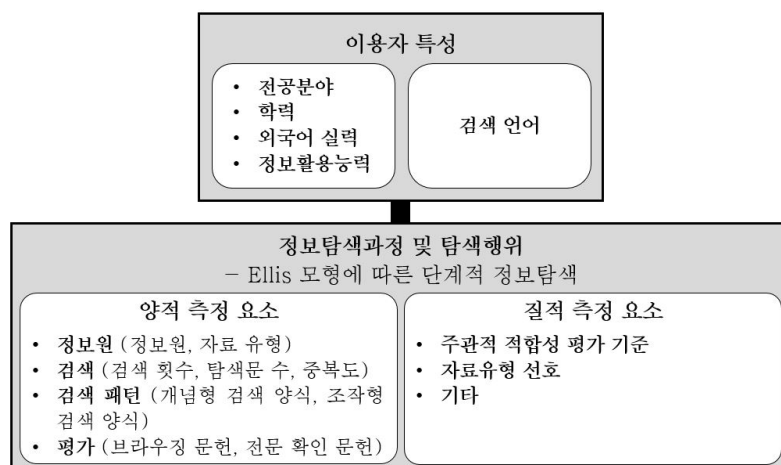 이용자 특성
• 전공분야
• 학력
• 외국어 실력
• 정보활용능력
검색 언어
정보탐색과정 및 탐색행위
– Ellis 모형에 따른 단계적 정보탐색
양적 측정 요소
• 정보원 (정보원, 자료 유형)
• 검색 (검색 횟수, 탐색문 수, 중복도)
• 검색 패턴 (개념형 검색 양식, 조작형
검색 양식)
• 평가 (브라우징 문헌, 전문 확인 문헌)
질적 측정 요소
• 주관적 적합성 평가 기준
• 자료유형 선호
• 기타